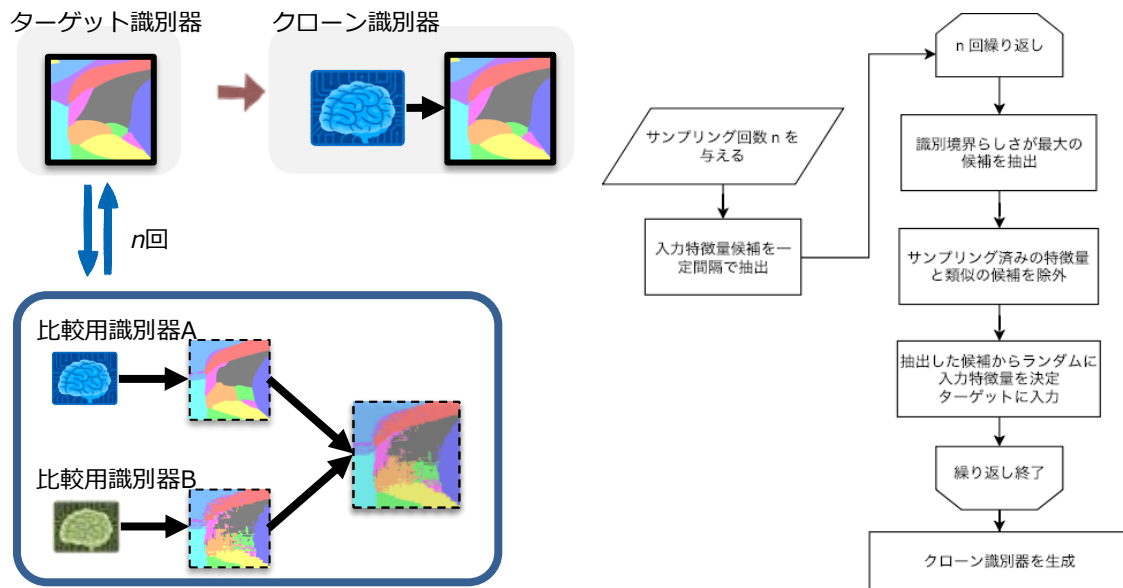 ターゲット識別器
クローン識別器
n回
比較用識別器A
比較用識別器B
サンプリング回数 n を
与える
入力特徴量候補を一
定間隔で抽出
n 回繰り返し
識別境界らしさが最大の
候補を抽出
サンプリング済みの特徴量
と類似の候補を除外
抽出した候補からランダムに
入力特徴量を決定
ターゲットに入力
繰り返し終了
クローン識別器を生成